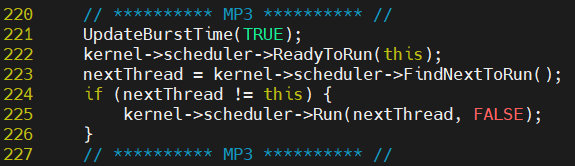 220     // ********** MP3 ********** //
221     UpdateBurstTime(TRUE);
222     kernel->scheduler->ReadyToRun(this);
223     nextThread = kernel->scheduler->FindNextToRun();
224     if (nextThread != this) {
225         kernel->scheduler->Run(nextThread, FALSE);
226     }
227     // ********** MP3 ********** //